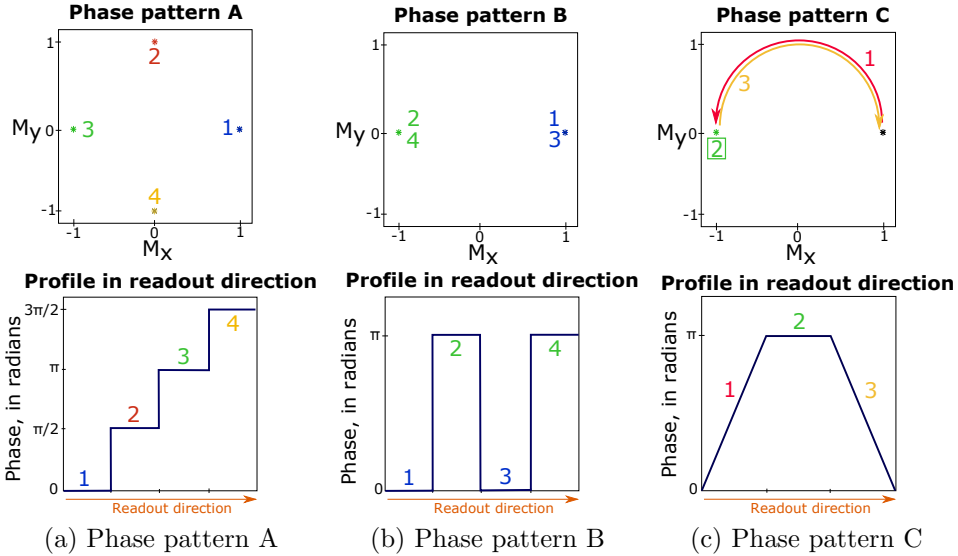 Phase pattern A
1
2
My 0
3
1
4
-1
-1
0
1
Mx
Profile in readout direction
Phase, in radians
3π/2
π
π/2
0
1
2
3
4
Readout direction
(a) Phase pattern A
Phase pattern B
1
2
1
My 0
4
3
-1
-1
0
1
Mx
Profile in readout direction
Phase, in radians
π
0
1
2
3
4
Readout direction
(b) Phase pattern B
Phase pattern C
1
1
3
My 0
2
-1
-1
0
1
Mx
Profile in readout direction
Phase, in radians
π
0
1
2
3
Readout direction
(c) Phase pattern C